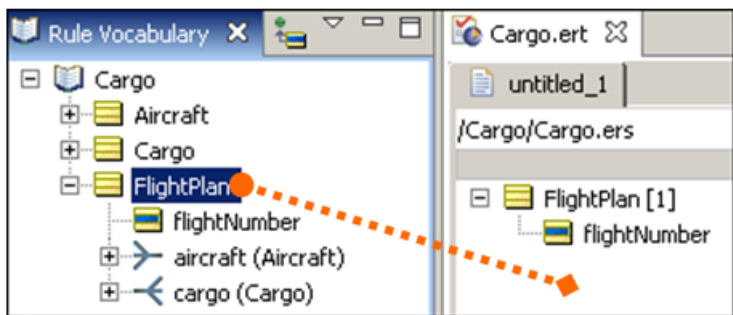 Rule Vocabulary
Cargo
Aircraft
Cargo
FlightPlan
flightNumber
aircraft (Aircraft)
cargo (Cargo)
Cargo.ert
untitled_1
/Cargo/Cargo.ers
FlightPlan [1]
flightNumber